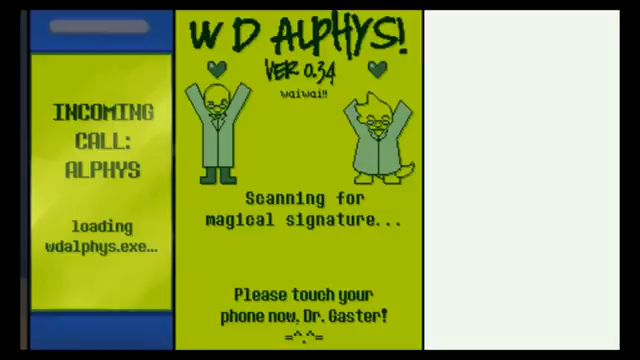 INCOMING
CALL:
ALPHYS
loading
wdalphys.exe...
W D ALPHYS!
VER 0.34
waiwai!!
Scanning for
magical signature...
Please touch your
phone now, Dr. Gaster!
=^.^=